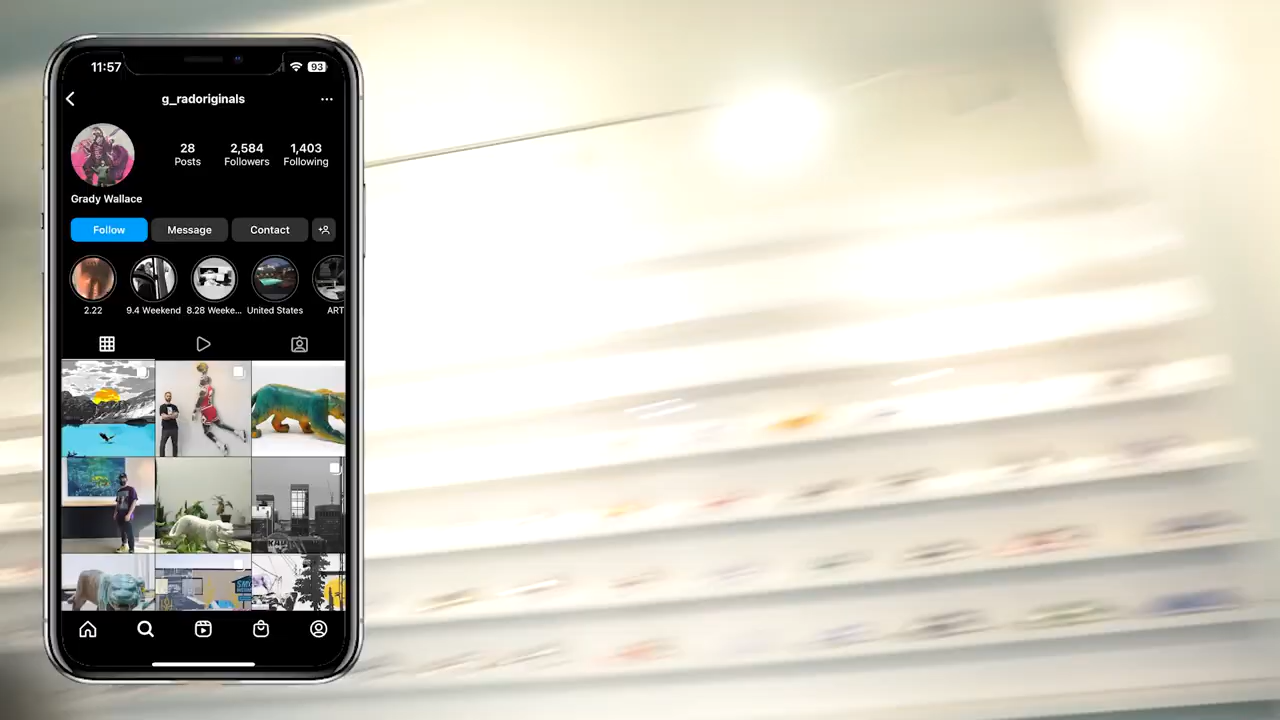 11:57
93
g_radoriginals
28
2,584
1,403
Posts
Followers
Following
Grady Wallace
Follow
Message
Contact
2.22
9.4 Weekend
8.28 Weeke...
United States
ART